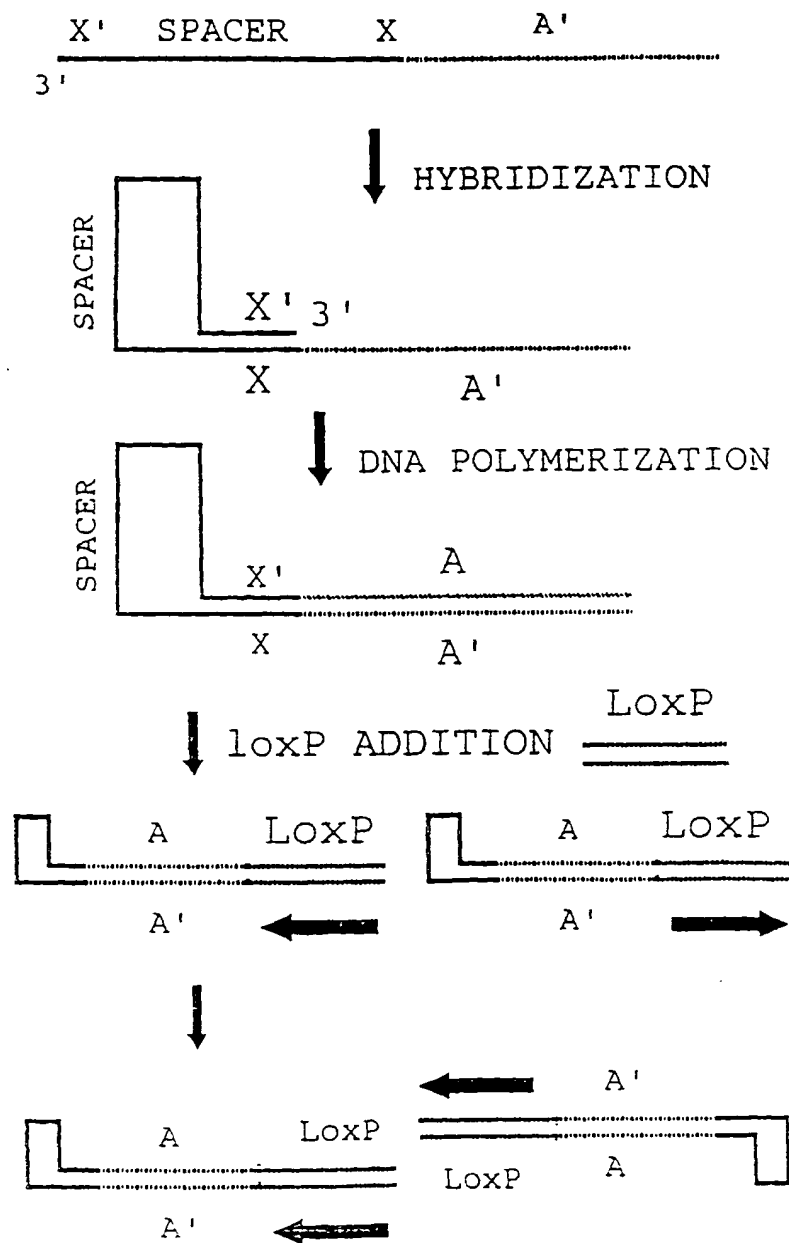 X' SPACER X A'
3'
HYBRIDIZATION
SPACER
X' 3'
X A'
DNA POLYMERIZATION
SPACER
X' A
X A'
LoxP
loxP ADDITION
A LoxP A LoxP
A' A'
A'
A LoxP
LoxP A
A'